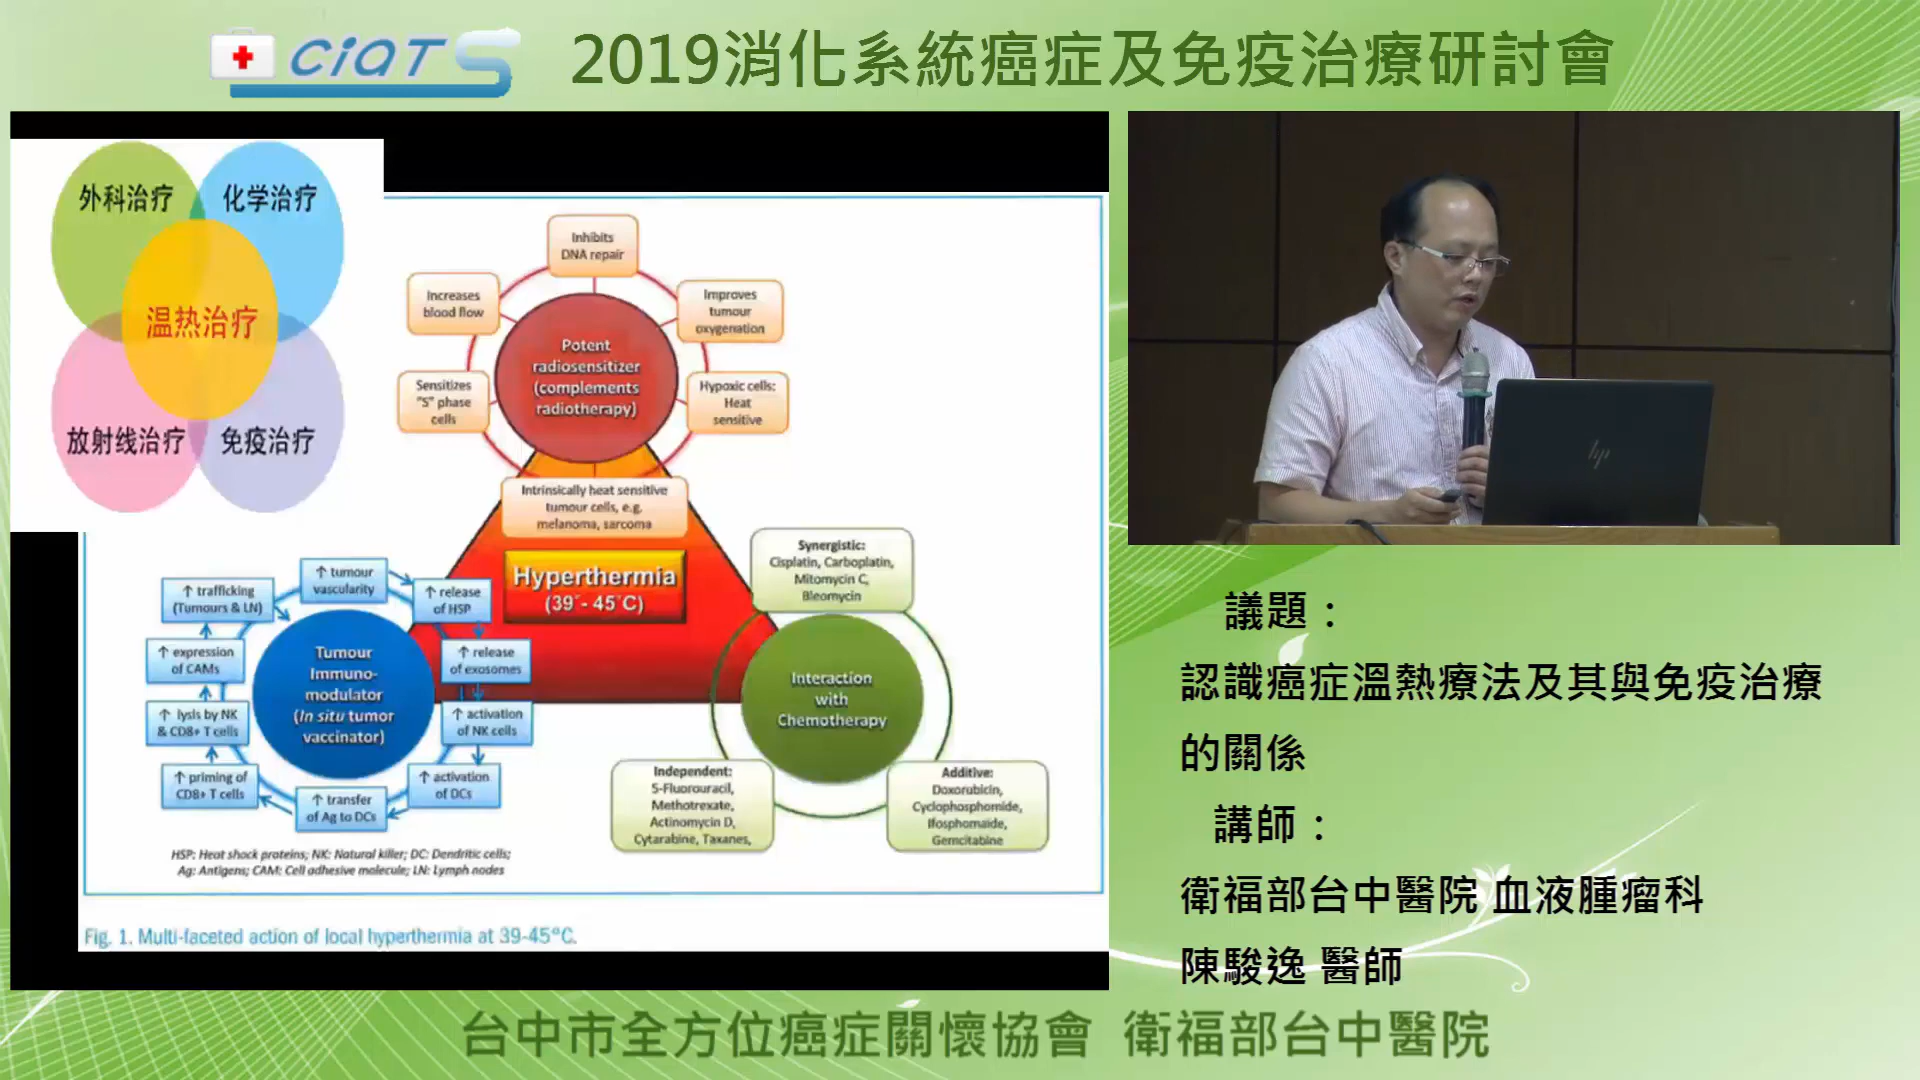 CiATS
2019消化系統癌症及免疫治療研討會
外科治疗
化学治疗
温热治疗
放射线治疗
免疫治疗
Inhibits
DNA repair
Increases
blood flow
Improves
tumour
oxygenation
Potent
radiosensitizer
(complements
radiotherapy)
Sensitizes
"S" phase
cells
Hypoxic cells:
Heat
sensitive
Intrinsically heat sensitive
tumour cells, e.g.
melanoma, sarcoma
Hyperthermia
(39°- 45°C)
Synergistic:
Cisplatin, Carboplatin,
Mitomycin C,
Bleomycin
Interaction
with
Chemotherapy
Independent:
5-Fluorouracil,
Methotrexate,
Actinomycin D,
Cytarabine, Taxanes,
Additive:
Doxorubicin,
Cyclophosphomide,
Ifosphomaide,
Gemcitabine
↑ tumour
vascularity
↑ release
of HSP
↑ release
of exosomes
↑ activation
of NK cells
↑ activation
of DCs
↑ transfer
of Ag to DCs
↑ priming of
CD8+ T cells
↑ lysis by NK
& CD8+ T cells
↑ expression
of CAMs
↑ trafficking
(Tumours & LN)
Tumour
Immuno-
modulator
(In situ tumor
vaccinator)
HSP: Heat shock proteins; NK: Natural killer; DC: Dendritic cells;
Ag: Antigens; CAM: Cell adhesive molecule; LN: Lymph nodes
Fig. 1. Multi-faceted action of local hyperthermia at 39-45°C.
hp
議題：
認識癌症溫熱療法及其與免疫治療
的關係
講師：
衛福部台中醫院 血液腫瘤科
陳駿逸 醫師
台中市全方位癌症關懷協會 衛福部台中醫院